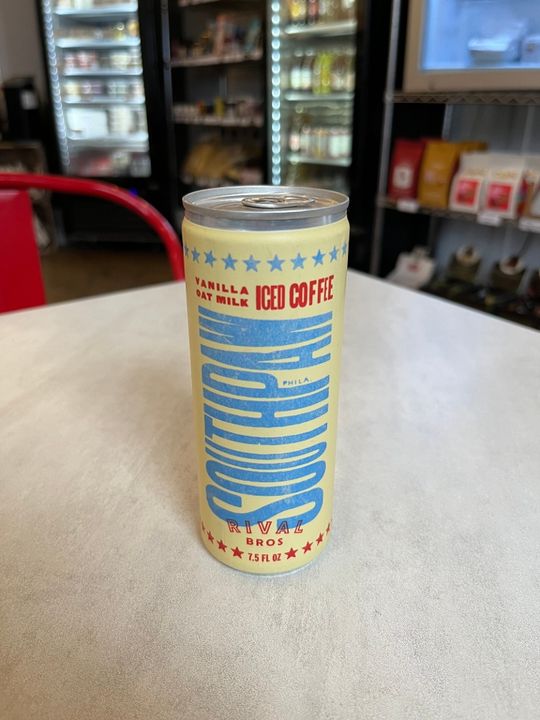 VANILLA
OAT MILK
ICED COFFEE
SOUTHPAW
PHILA.
RIVAL
BROS
7.5 FL OZ